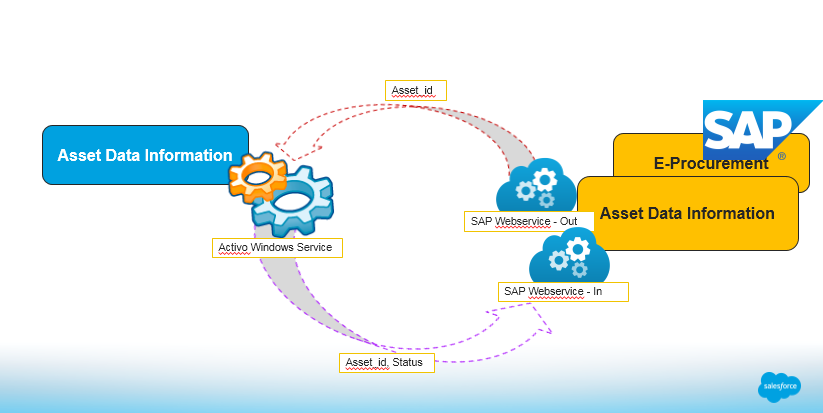 Asset_id
SAP
®
Asset Data Information
E-Procurement
Asset Data Information
SAP Webservice - Out
Activo Windows Service
SAP Webservice - In
Asset_id, Status
salesforce